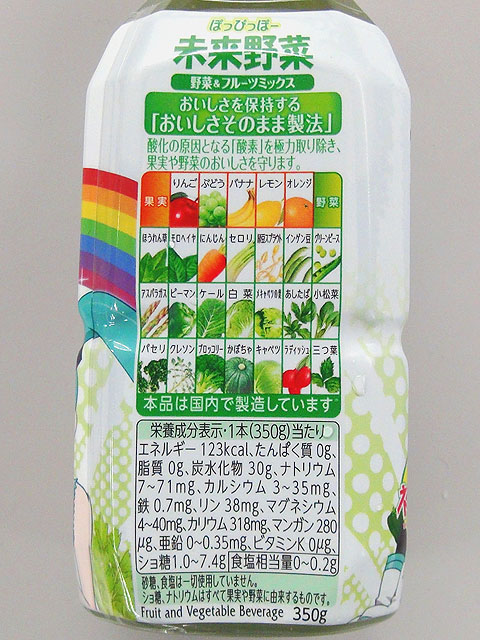 ぽっぴっぽー
未来野菜
野菜&フルーツミックス
おいしさを保持する
「おいしさそのまま製法」
酸化の原因となる「酸素」を極力取り除き、
果実や野菜のおいしさを守ります。
果実 りんご ぶどう バナナ レモン オレンジ 野菜
ほうれん草 モロヘイヤ にんじん セロリ 緑豆スプラウト インゲン豆 グリーンピース
アスパラガス ピーマン ケール 白菜 メキャベツの葉 あしたば 小松菜
パセリ クレソン ブロッコリー かぼちゃ キャベツ ラディッシュ 三つ葉
本品は国内で製造しています
栄養成分表示・1本(350g)当たり
エネルギー 123kcal、たんぱく質 0g、
脂質 0g、炭水化物 30g、ナトリウム
7~71mg、カルシウム 3~35mg、
鉄 0.7mg、リン 38mg、マグネシウム
4~40mg、カリウム 318mg、マンガン 280
μg、亜鉛 0~0.35mg、ビタミンK 0μg、
ショ糖 1.0~7.4g 食塩相当量 0~0.2g
砂糖、食塩は一切使用していません。
ショ糖、ナトリウムはすべて果実や野菜に由来するものです。
Fruit and Vegetable Beverage 350g